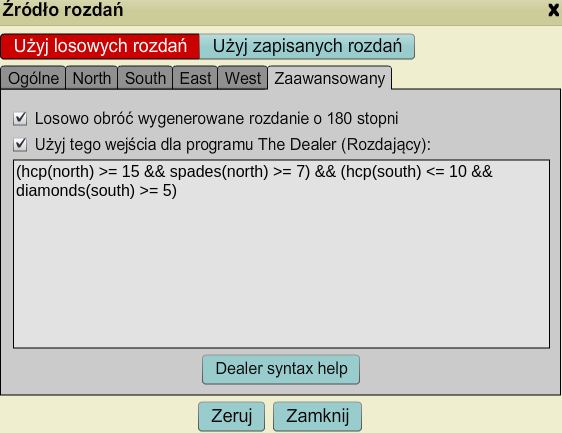 Źródło rozdań x
Użyj losowych rozdań Użyj zapisanych rozdań
Ogólne North South East West Zaawansowany
Losowo obróć wygenerowane rozdanie o 180 stopni
Użyj tego wejścia dla programu The Dealer (Rozdający):
(hcp(north) >= 15 && spades(north) >= 7) && (hcp(south) <= 10 &&
diamonds(south) >= 5)
Dealer syntax help
Zeruj Zamknij